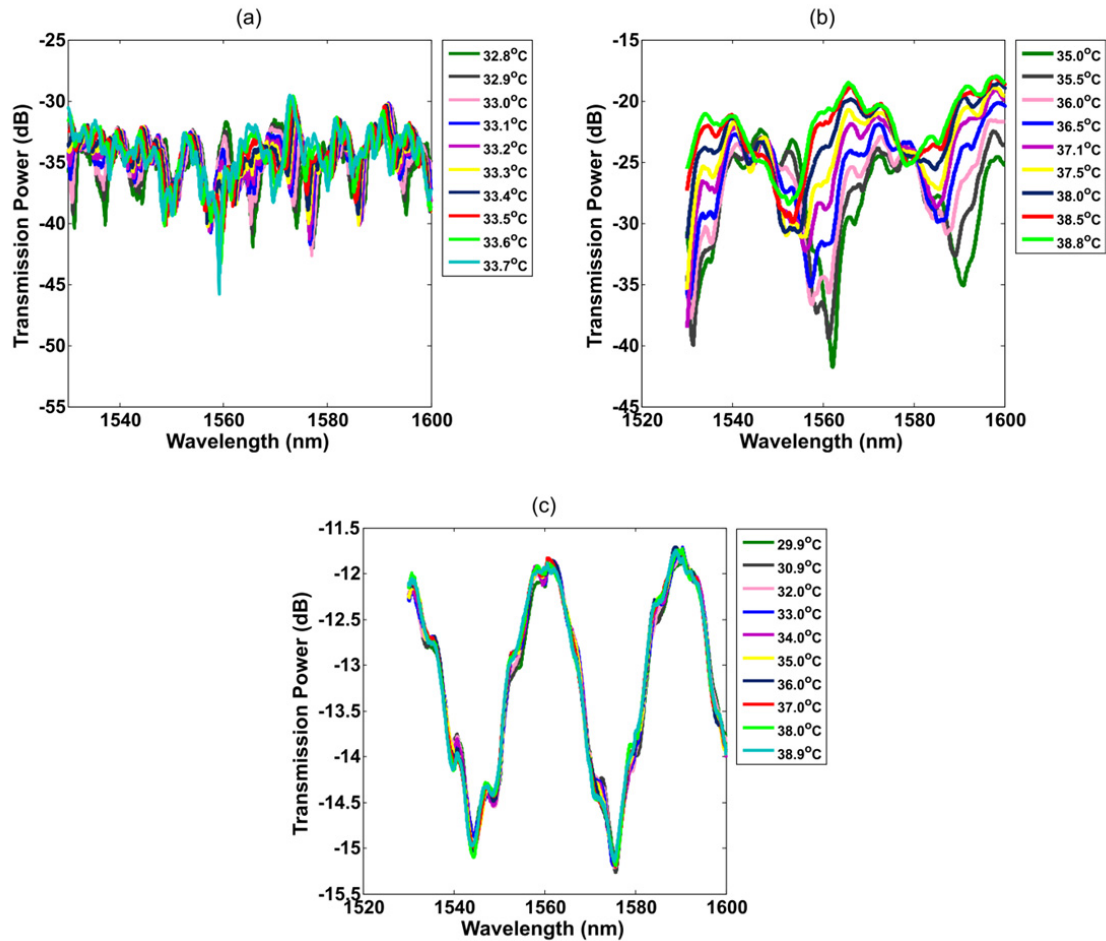 (a)
-25
-30
-35
-40
-45
-50
-55
1540
1560
1580
1600
Wavelength (nm)
Transmission Power (dB)
32.8°C
32.9°C
33.0°C
33.1°C
33.2°C
33.3°C
33.4°C
33.5°C
33.6°C
33.7°C
(b)
-15
-20
-25
-30
-35
-40
-45
1520
1540
1560
1580
1600
Wavelength (nm)
Transmission Power (dB)
35.0°C
35.5°C
36.0°C
36.5°C
37.1°C
37.5°C
38.0°C
38.5°C
38.8°C
(c)
-11.5
-12
-12.5
-13
-13.5
-14
-14.5
-15
-15.5
1520
1540
1560
1580
1600
Wavelength (nm)
Transmission Power (dB)
29.9°C
30.9°C
32.0°C
33.0°C
34.0°C
35.0°C
36.0°C
37.0°C
38.0°C
38.9°C